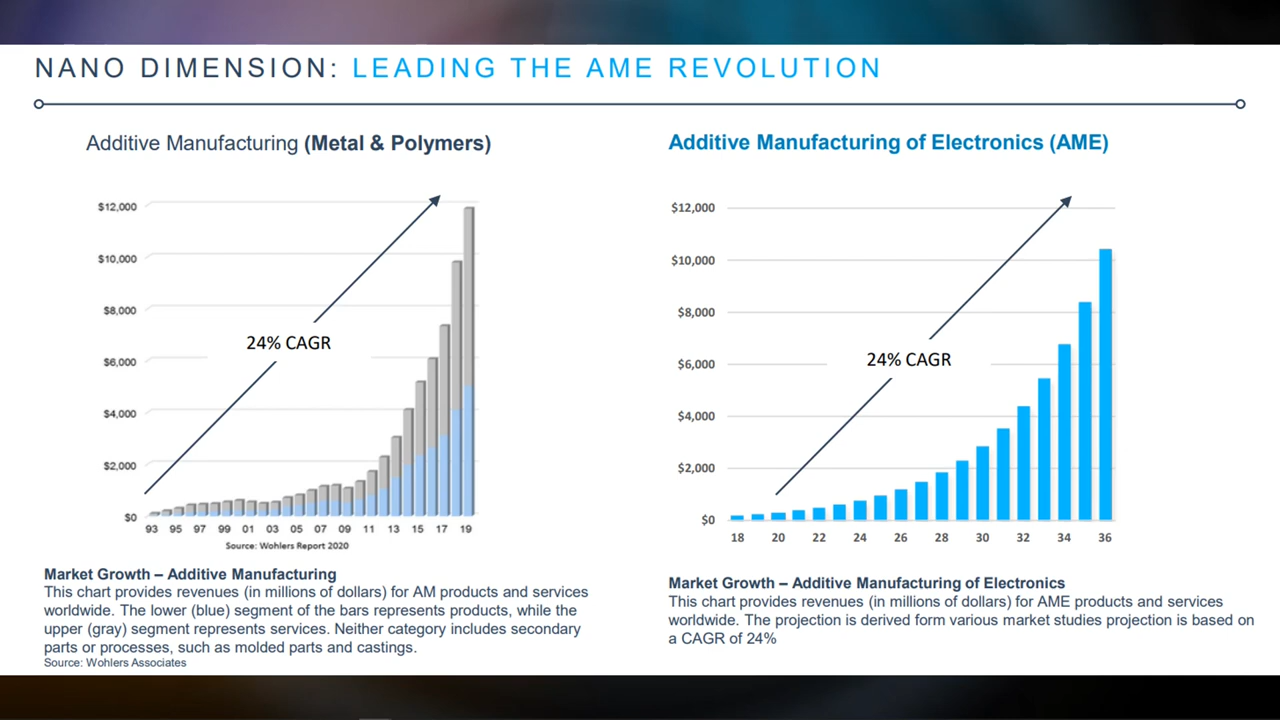 NANO DIMENSION: LEADING THE AME REVOLUTION
Additive Manufacturing (Metal & Polymers)
$12,000
$10,000
$8,000
$6,000
$4,000
$2,000
$0
24% CAGR
93 95 97 99 01 03 05 07 09 11 13 15 17 19
Source: Wohlers Report 2020
Market Growth – Additive Manufacturing
This chart provides revenues (in millions of dollars) for AM products and services
worldwide. The lower (blue) segment of the bars represents products, while the
upper (gray) segment represents services. Neither category includes secondary
parts or processes, such as molded parts and castings.
Source: Wohlers Associates
Additive Manufacturing of Electronics (AME)
$12,000
$10,000
$8,000
$6,000
$4,000
$2,000
$0
24% CAGR
18 20 22 24 26 28 30 32 34 36
Market Growth – Additive Manufacturing of Electronics
This chart provides revenues (in millions of dollars) for AME products and services
worldwide. The projection is derived form various market studies projection is based on
a CAGR of 24%